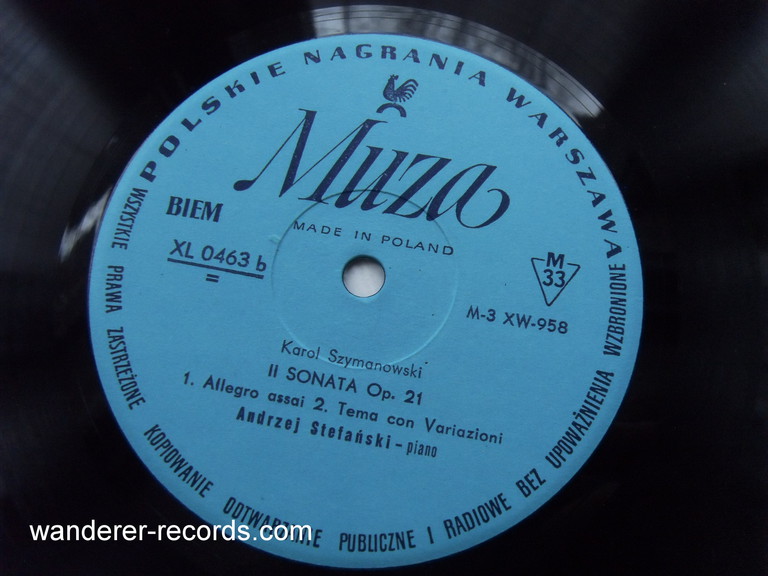 POLSKIE NAGRANIA WARSZAWA
Muza
MADE IN POLAND
BIEM
XL 0463 b
=
M
33
M-3 XW-958
Karol Szymanowski
II SONATA Op. 21
1. Allegro assai 2. Tema con Variazioni
Andrzej Stefański – piano
WSZYSTKIE PRAWA ZASTRZEŻONE KOPIOWANIE ODTWARZANIE PUBLICZNE I RADIOWE BEZ UPOWAŻNIENIA WZBRONIONE
wanderer-records.com